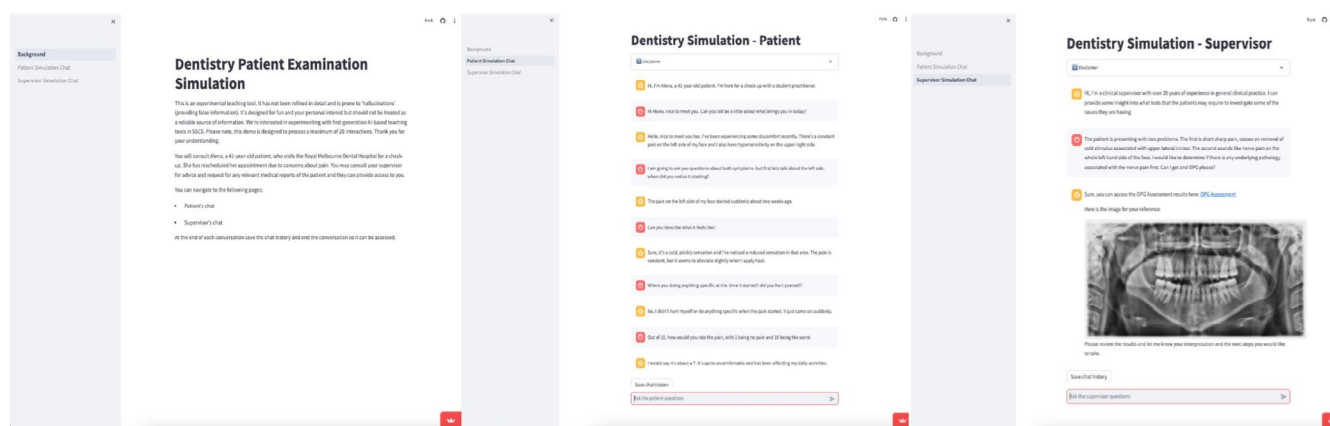 Background
Patient Simulation Chat
Supervisor Simulation Chat
Fork
Dentistry Patient Examination
Simulation
This is an experimental teaching tool. It has not been refined in detail and is prone to 'hallucinations'
(providing false information). It's designed for fun and your personal interest but should not be treated as
a reliable source of information. We're interested in experimenting with first generation AI-based teaching
tools in SSCS. Please note, this demo is designed to process a maximum of 20 interactions. Thank you for
your understanding.
You will consult Alena, a 41-year-old patient, who visits the Royal Melbourne Dental Hospital for a check-
up. She has rescheduled her appointment due to concerns about pain. You may consult your supervisor
for advice and request for any relevant medical reports of the patient and they can provide access to you.
You can navigate to the following pages:
• Patient's chat
• Supervisor's chat
At the end of each conversation save the chat history and end the conversation so it can be assessed.
Background
Patient Simulation Chat
Supervisor Simulation Chat
Fork
Dentistry Simulation - Patient
Disclaimer
Hi, I'm Alena, a 41-year-old patient. I'm here for a check-up with a student practitioner.
Hi Alena, nice to meet you. Can you tell be a little about what brings you in today?
Hello, nice to meet you too. I've been experiencing some discomfort recently. There's a constant
pain on the left side of my face and I also have hypersensitivity on the upper right side.
I am going to ask you questions about both symptoms. but first lets talk about the left side.
when did you notice it starting?
The pain on the left side of my face started suddenly about two weeks ago.
Can you describe what it feels like?
Sure, it's a cold, prickly sensation and I've noticed a reduced sensation in that area. The pain is
constant, but it seems to alleviate slightly when I apply heat.
Where you doing anything specific at the. time it started? did you hurt yourself?
No, I didn't hurt myself or do anything specific when the pain started. It just came on suddenly.
Out of 10, how would you rate the pain, with 1 being no pain and 10 being the worst
I would say it's about a 7. It's quite uncomfortable and has been affecting my daily activities.
Save chat history
Ask the patient questions
Background
Patient Simulation Chat
Supervisor Simulation Chat
Fork
Dentistry Simulation - Supervisor
Disclaimer
Hi, I'm a clinical supervisor with over 20 years of experience in general clinical practice. I can
provide some insight into what tests that the patients may require to investigate some of the
issues they are having.
The patient is presenting with two problems. The first is short sharp pain, ceases on removal of
cold stimulus associated with upper lateral incisor. The second sounds like nerve pain on the
whole left hand side of the face. I would like to determine if there is any underlying pathology
associated with the nerve pain first. Can I get and OPG please?
Sure, you can access the OPG Assessment results here: OPG Assessment
Here is the image for your reference:
Please review the results and let me know your interpretation and the next steps you would like
to take.
Save chat history
Ask the supervisor questions